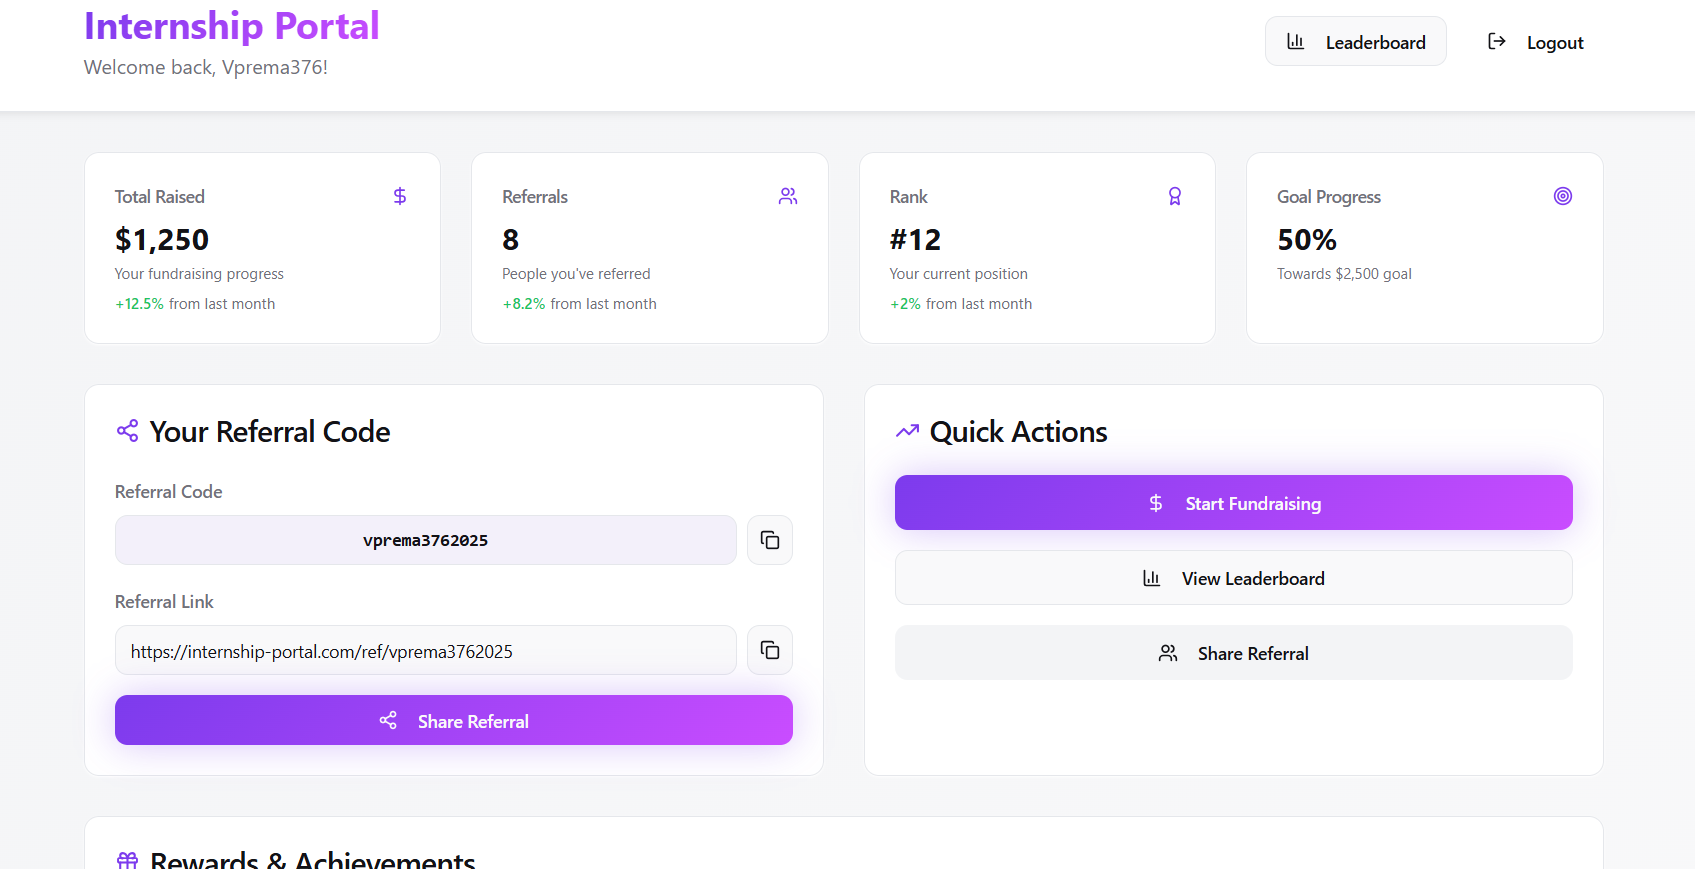 Internship Portal
Welcome back, Vprema376!
Leaderboard
Logout
Total Raised
$1,250
Your fundraising progress
+12.5% from last month
Referrals
8
People you've referred
+8.2% from last month
Rank
#12
Your current position
+2% from last month
Goal Progress
50%
Towards $2,500 goal
Your Referral Code
Referral Code
vprema3762025
Referral Link
https://internship-portal.com/ref/vprema3762025
Share Referral
Quick Actions
Start Fundraising
View Leaderboard
Share Referral
Rewards & Achievements